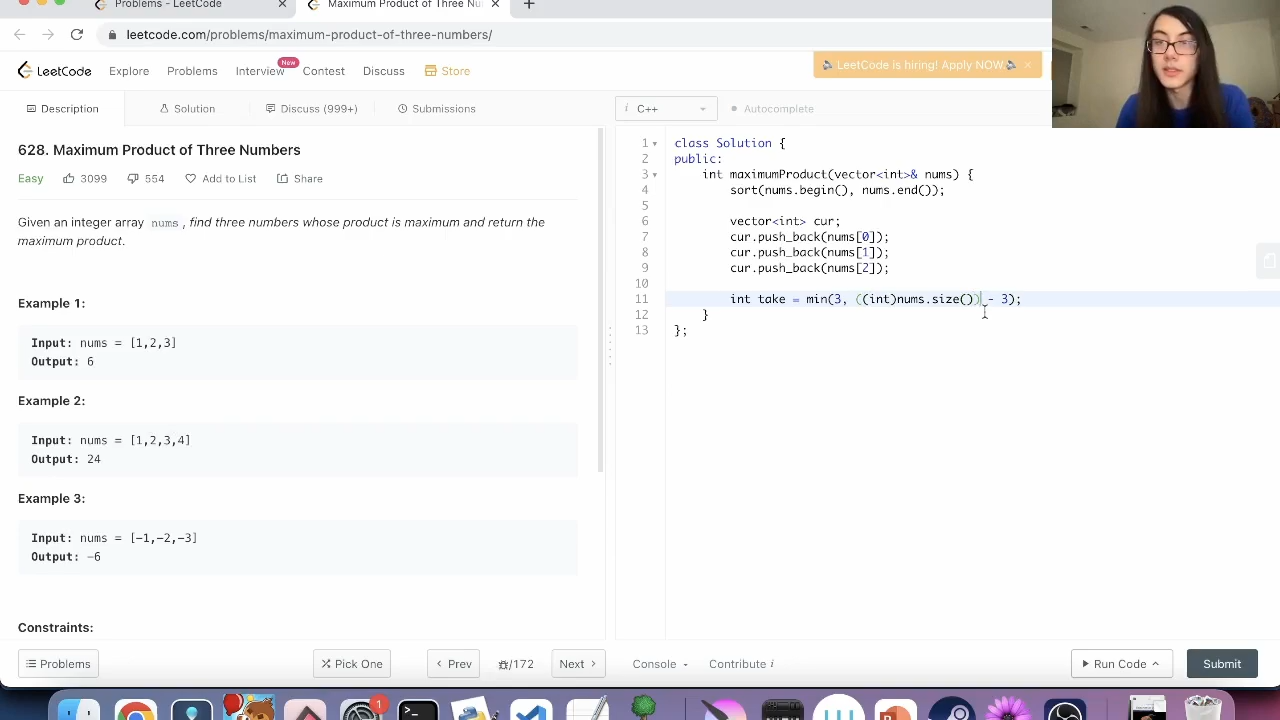 Problems - LeetCode
Maximum Product of Three Nu
leetcode.com/problems/maximum-product-of-three-numbers/
LeetCode Explore Problems Interview New Contest Discuss Store
LeetCode is hiring! Apply NOW.
Description Solution Discuss (999+) Submissions
i C++ Autocomplete
628. Maximum Product of Three Numbers
Easy 3099 554 Add to List Share
Given an integer array nums , find three numbers whose product is maximum and return the
maximum product.
Example 1:
Input: nums = [1,2,3]
Output: 6
Example 2:
Input: nums = [1,2,3,4]
Output: 24
Example 3:
Input: nums = [-1,-2,-3]
Output: -6
Constraints:
1 class Solution {
2 public:
3 int maximumProduct(vector<int>& nums) {
4 sort(nums.begin(), nums.end());
5
6 vector<int> cur;
7 cur.push_back(nums[0]);
8 cur.push_back(nums[1]);
9 cur.push_back(nums[2]);
10
11 int take = min(3, ((int)nums.size()) - 3);
12 }
13 };
Problems Pick One Prev /172 Next Console Contribute i Run Code Submit
1